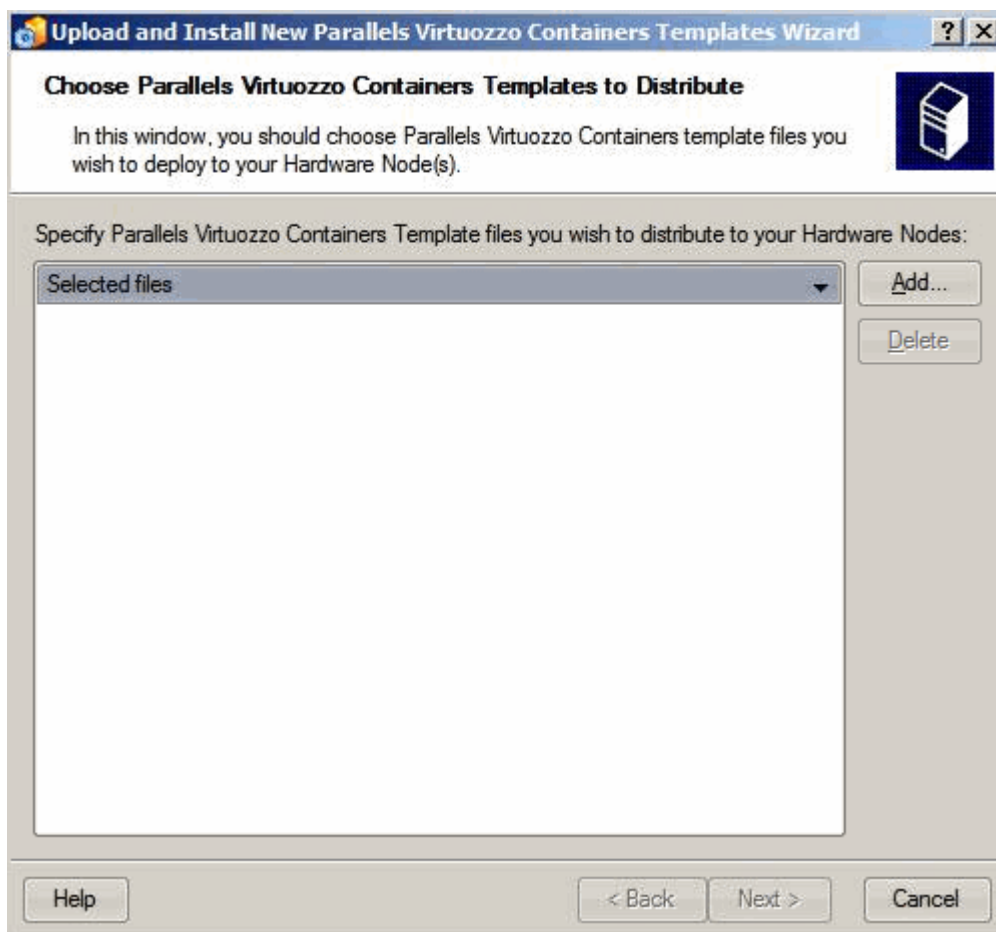 Upload and Install New Parallels Virtuozzo Containers Templates Wizard
Choose Parallels Virtuozzo Containers Templates to Distribute
In this window, you should choose Parallels Virtuozzo Containers template files you
wish to deploy to your Hardware Node(s).
Specify Parallels Virtuozzo Containers Template files you wish to distribute to your Hardware Nodes:
Selected files
Add...
Delete
Help
< Back
Next >
Cancel